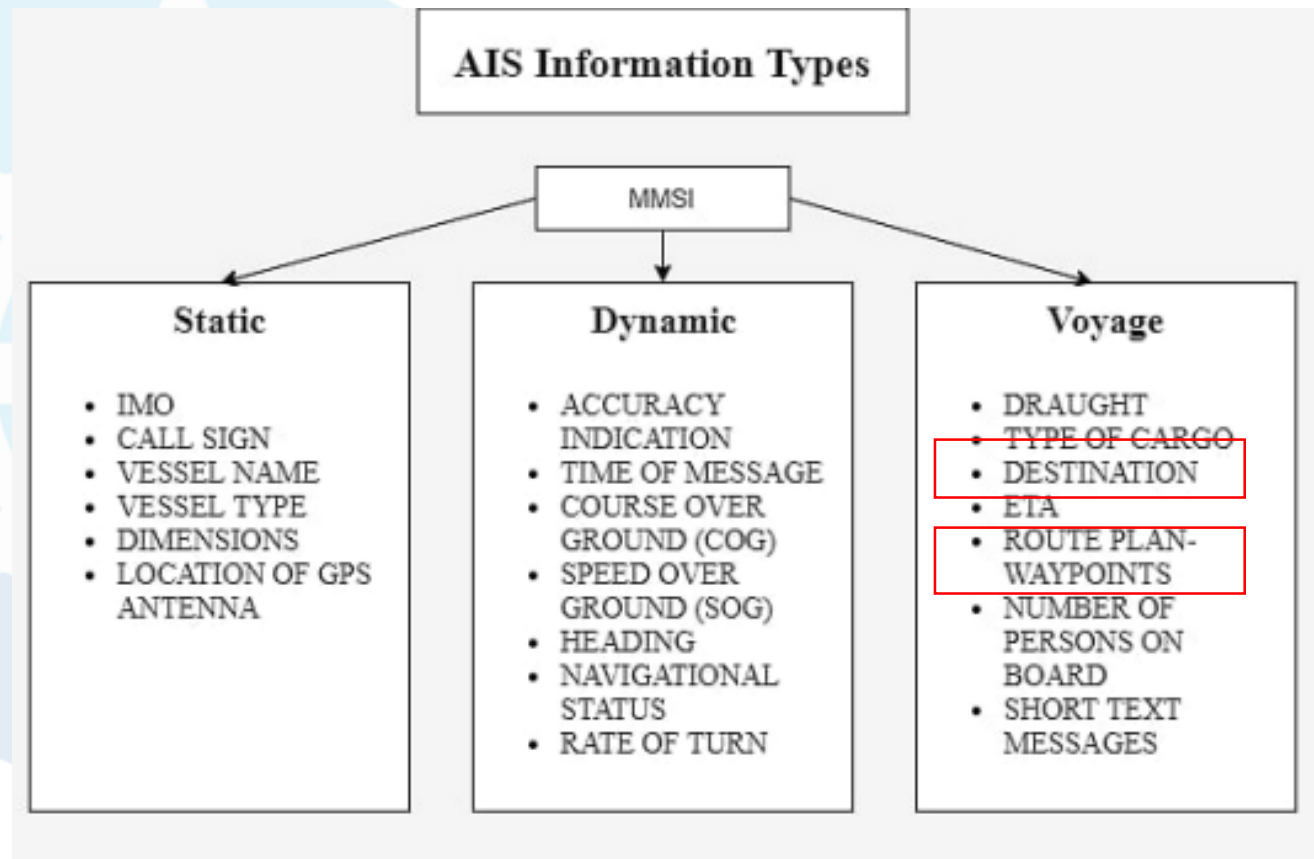 AIS Information Types
MMSI
Static
• IMO
• CALL SIGN
• VESSEL NAME
• VESSEL TYPE
• DIMENSIONS
• LOCATION OF GPS
ANTENNA
Dynamic
• ACCURACY
INDICATION
• TIME OF MESSAGE
• COURSE OVER
GROUND (COG)
• SPEED OVER
GROUND (SOG)
• HEADING
• NAVIGATIONAL
STATUS
• RATE OF TURN
Voyage
• DRAUGHT
• TYPE OF CARGO
• DESTINATION
• ETA
• ROUTE PLAN-
WAYPOINTS
• NUMBER OF
PERSONS ON
BOARD
• SHORT TEXT
MESSAGES